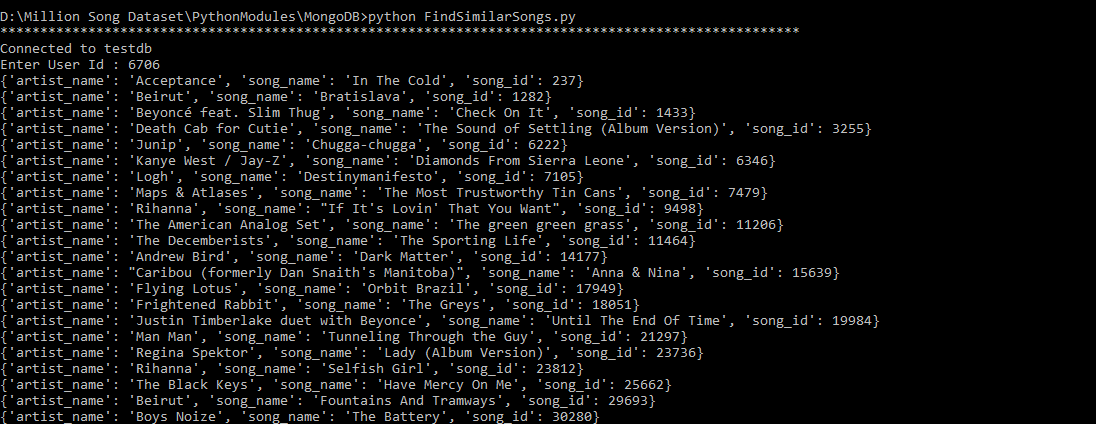 D:\Million Song Dataset\PythonModules\MongoDB>python FindSimilarSongs.py
****************************************************************************************************
Connected to testdb
Enter User Id : 6706
{'artist_name': 'Acceptance', 'song_name': 'In The Cold', 'song_id': 237}
{'artist_name': 'Beirut', 'song_name': 'Bratislava', 'song_id': 1282}
{'artist_name': 'Beyoncé feat. Slim Thug', 'song_name': 'Check On It', 'song_id': 1433}
{'artist_name': 'Death Cab for Cutie', 'song_name': 'The Sound of Settling (Album Version)', 'song_id': 3255}
{'artist_name': 'Junip', 'song_name': 'Chugga-chugga', 'song_id': 6222}
{'artist_name': 'Kanye West / Jay-Z', 'song_name': 'Diamonds From Sierra Leone', 'song_id': 6346}
{'artist_name': 'Logh', 'song_name': 'Destinymanifesto', 'song_id': 7105}
{'artist_name': 'Maps & Atlases', 'song_name': 'The Most Trustworthy Tin Cans', 'song_id': 7479}
{'artist_name': 'Rihanna', 'song_name': "If It's Lovin' That You Want", 'song_id': 9498}
{'artist_name': 'The American Analog Set', 'song_name': 'The green green grass', 'song_id': 11206}
{'artist_name': 'The Decemberists', 'song_name': 'The Sporting Life', 'song_id': 11464}
{'artist_name': 'Andrew Bird', 'song_name': 'Dark Matter', 'song_id': 14177}
{'artist_name': "Caribou (formerly Dan Snaith's Manitoba)", 'song_name': 'Anna & Nina', 'song_id': 15639}
{'artist_name': 'Flying Lotus', 'song_name': 'Orbit Brazil', 'song_id': 17949}
{'artist_name': 'Frightened Rabbit', 'song_name': 'The Greys', 'song_id': 18051}
{'artist_name': 'Justin Timberlake duet with Beyonce', 'song_name': 'Until The End Of Time', 'song_id': 19984}
{'artist_name': 'Man Man', 'song_name': 'Tunneling Through the Guy', 'song_id': 21297}
{'artist_name': 'Regina Spektor', 'song_name': 'Lady (Album Version)', 'song_id': 23736}
{'artist_name': 'Rihanna', 'song_name': 'Selfish Girl', 'song_id': 23812}
{'artist_name': 'The Black Keys', 'song_name': 'Have Mercy On Me', 'song_id': 25662}
{'artist_name': 'Beirut', 'song_name': 'Fountains And Tramways', 'song_id': 29693}
{'artist_name': 'Boys Noize', 'song_name': 'The Battery', 'song_id': 30280}